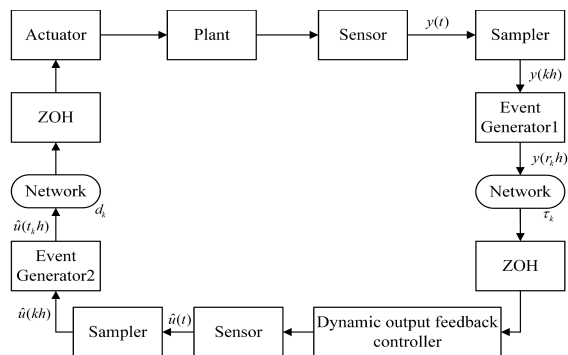 Actuator
Plant
Sensor
y(t)
Sampler
y(kh)
ZOH
Event
Generator1
y(r_k h)
Network
d_k
Network
τ_k
û(t_k h)
Event
Generator2
ZOH
û(kh)
Sampler
û(t)
Sensor
Dynamic output feedback
controller